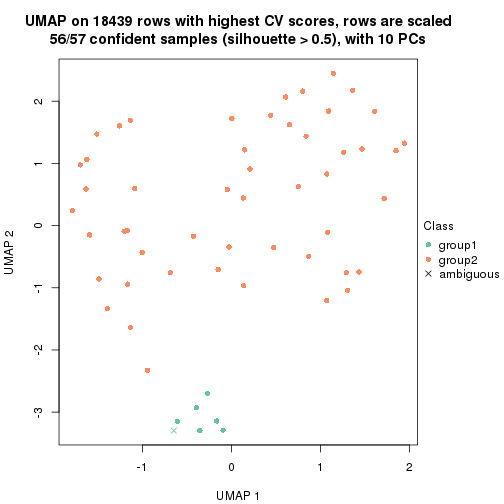 UMAP on 18439 rows with highest CV scores, rows are scaled
56/57 confident samples (silhouette > 0.5), with 10 PCs
2
1
0
-1
-2
-3
UMAP 2
-1
0
1
2
UMAP 1
Class
group1
group2
ambiguous